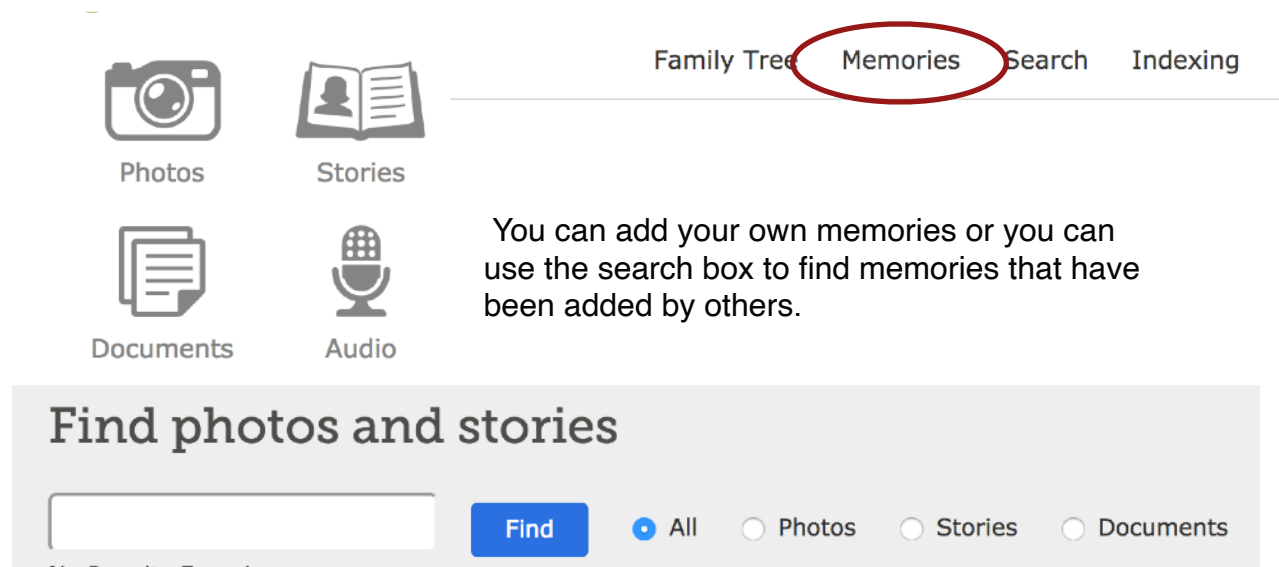 Family Tree Memories Search Indexing
Photos Stories
You can add your own memories or you can
use the search box to find memories that have
been added by others.
Documents Audio
Find photos and stories
Find All Photos Stories Documents